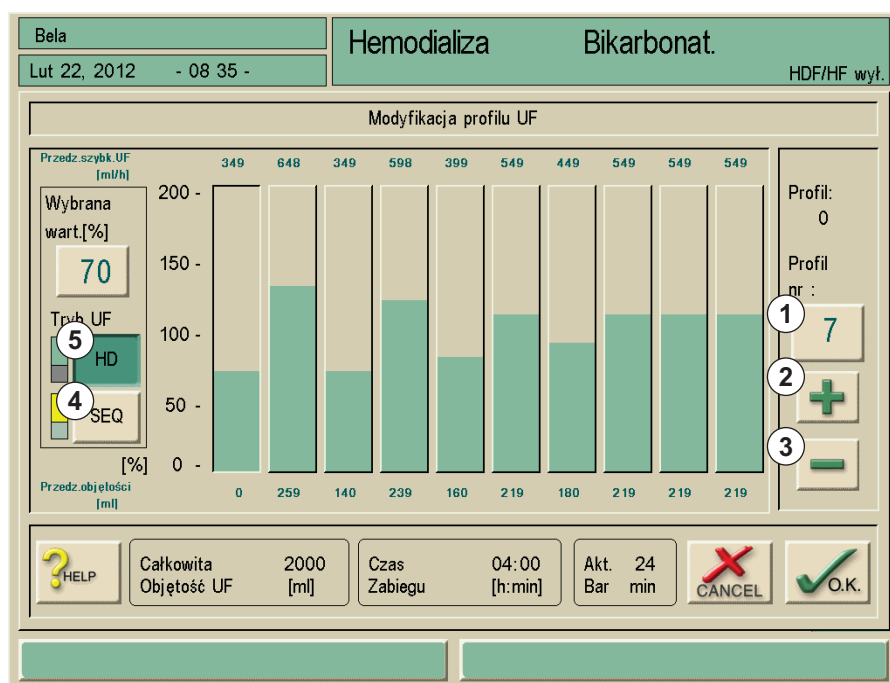 Bela
Hemodializa Bikarbonat.
Lut 22, 2012 - 08 35 -
HDF/HF wył.
Modyfikacja profilu UF
Przedz.szybk.UF
[ml/h]
349 648 349 598 399 549 449 549 549 549
Wybrana
wart.[%]
70
Tryb UF
5
HD
4
SEQ
200 -
150 -
100 -
50 -
[%] 0 -
Przedz.objętości
[ml]
0 259 140 239 160 219 180 219 219 219
Profil:
0
Profil
nr :
1
7
2
3
HELP
Całkowita 2000
Objętość UF [ml]
Czas 04:00
Zabiegu [h:min]
Akt. 24
Bar min
CANCEL
O.K.